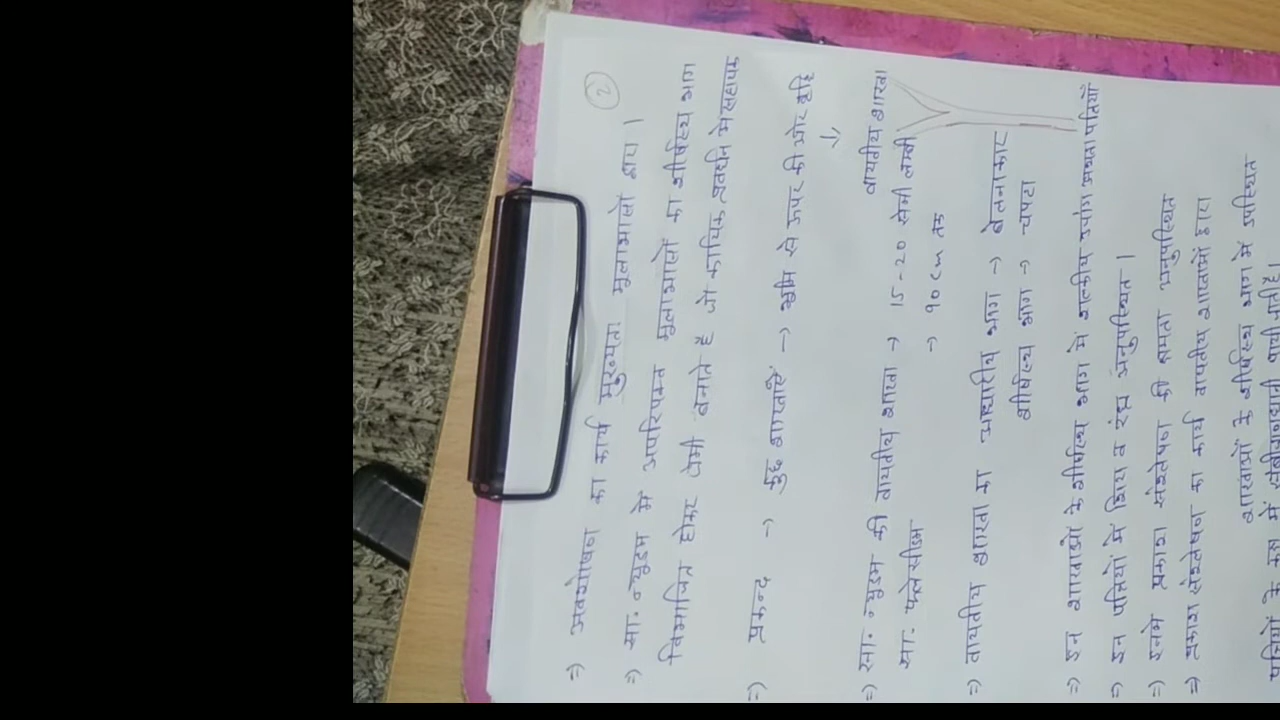 2
⇒ अवशोषण का कार्य मुख्यता मूलाभासों द्वारा ।
⇒ सा. न्यूडम में अपरिपक्व मूलाभासों का शीर्षस्थ भाग
विभाजित होकर जेमी बनाते है जो कायिक प्रवर्धन मे सहायक
⇒ प्रकन्द → कुछ शाखाऐं → भूमि से ऊपर की ओर वृद्धि
↓
वायवीय शाखा
⇒ सा. न्यूडम की वायवीय शाखा → 15-20 सेमी लम्बी
सा. फ्लेसीडम → 90 cm तक
⇒ वायवीय शाखा का आधारीय भाग → बेलनाकार
शीर्षस्थ भाग → चपटा
⇒ इन शाखाओं के शीर्षस्थ भाग में शल्कीय उपांग अथवा पतियाँ
⇒ इन पत्तियों में शिरा व रंध्र अनुपस्थित ।
⇒ इनमे प्रकाश संश्लेषण की क्षमता अनुपस्थित
⇒ प्रकाश संश्लेषण का कार्य वायवीय शाखाओं द्वारा
शाखाओं के शीर्षस्थ भाग में उपस्थित
पत्तियों के कक्ष में